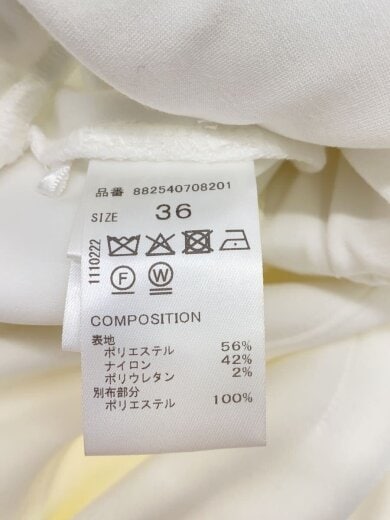 品番 882540708201
SIZE 36
1110222
F W
COMPOSITION
表地
ポリエステル 56%
ナイロン 42%
ポリウレタン 2%
別布部分
ポリエステル 100%